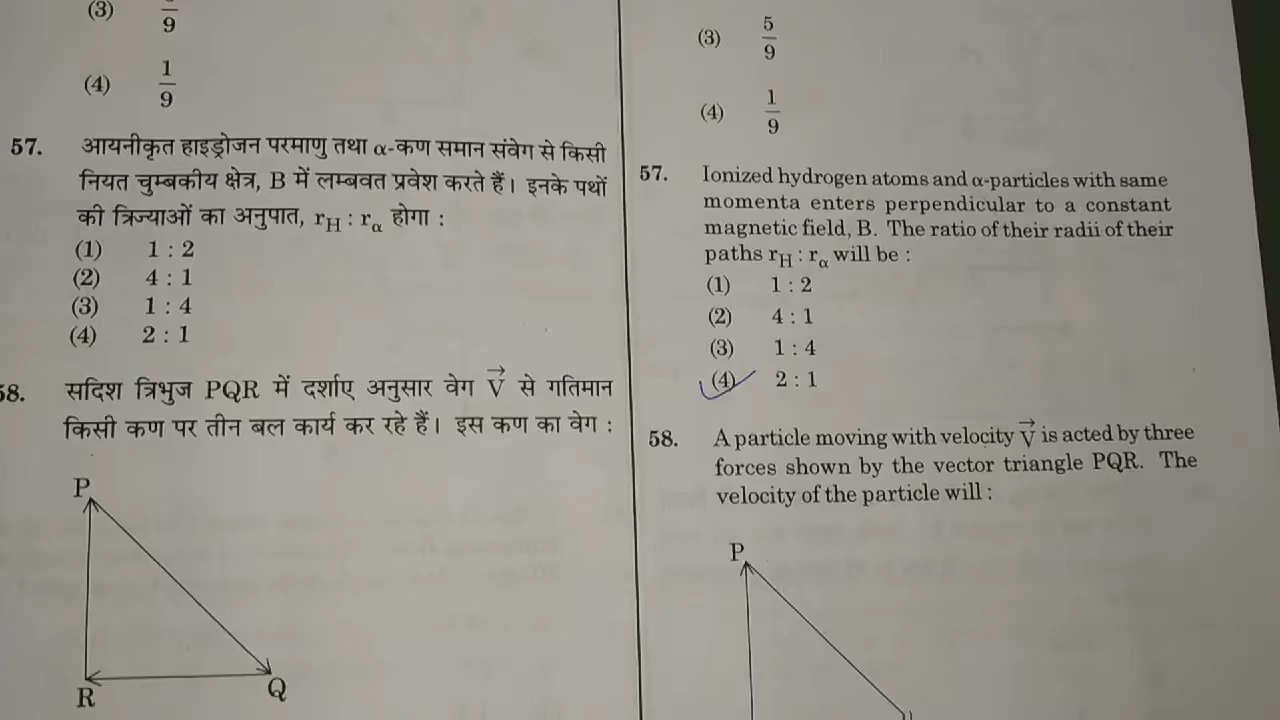 (3) 9
(4) 1/9
57. आयनीकृत हाइड्रोजन परमाणु तथा α-कण समान संवेग से किसी
नियत चुम्बकीय क्षेत्र, B में लम्बवत प्रवेश करते हैं। इनके पथों
की त्रिज्याओं का अनुपात, r_H : r_α होगा :
(1) 1 : 2
(2) 4 : 1
(3) 1 : 4
(4) 2 : 1
58. सदिश त्रिभुज PQR में दर्शाए अनुसार वेग V⃗ से गतिमान
किसी कण पर तीन बल कार्य कर रहे हैं। इस कण का वेग :
P
R Q
(3) 5/9
(4) 1/9
57. Ionized hydrogen atoms and α-particles with same
momenta enters perpendicular to a constant
magnetic field, B. The ratio of their radii of their
paths r_H : r_α will be :
(1) 1 : 2
(2) 4 : 1
(3) 1 : 4
(4) 2 : 1
58. A particle moving with velocity V⃗ is acted by three
forces shown by the vector triangle PQR. The
velocity of the particle will :
P